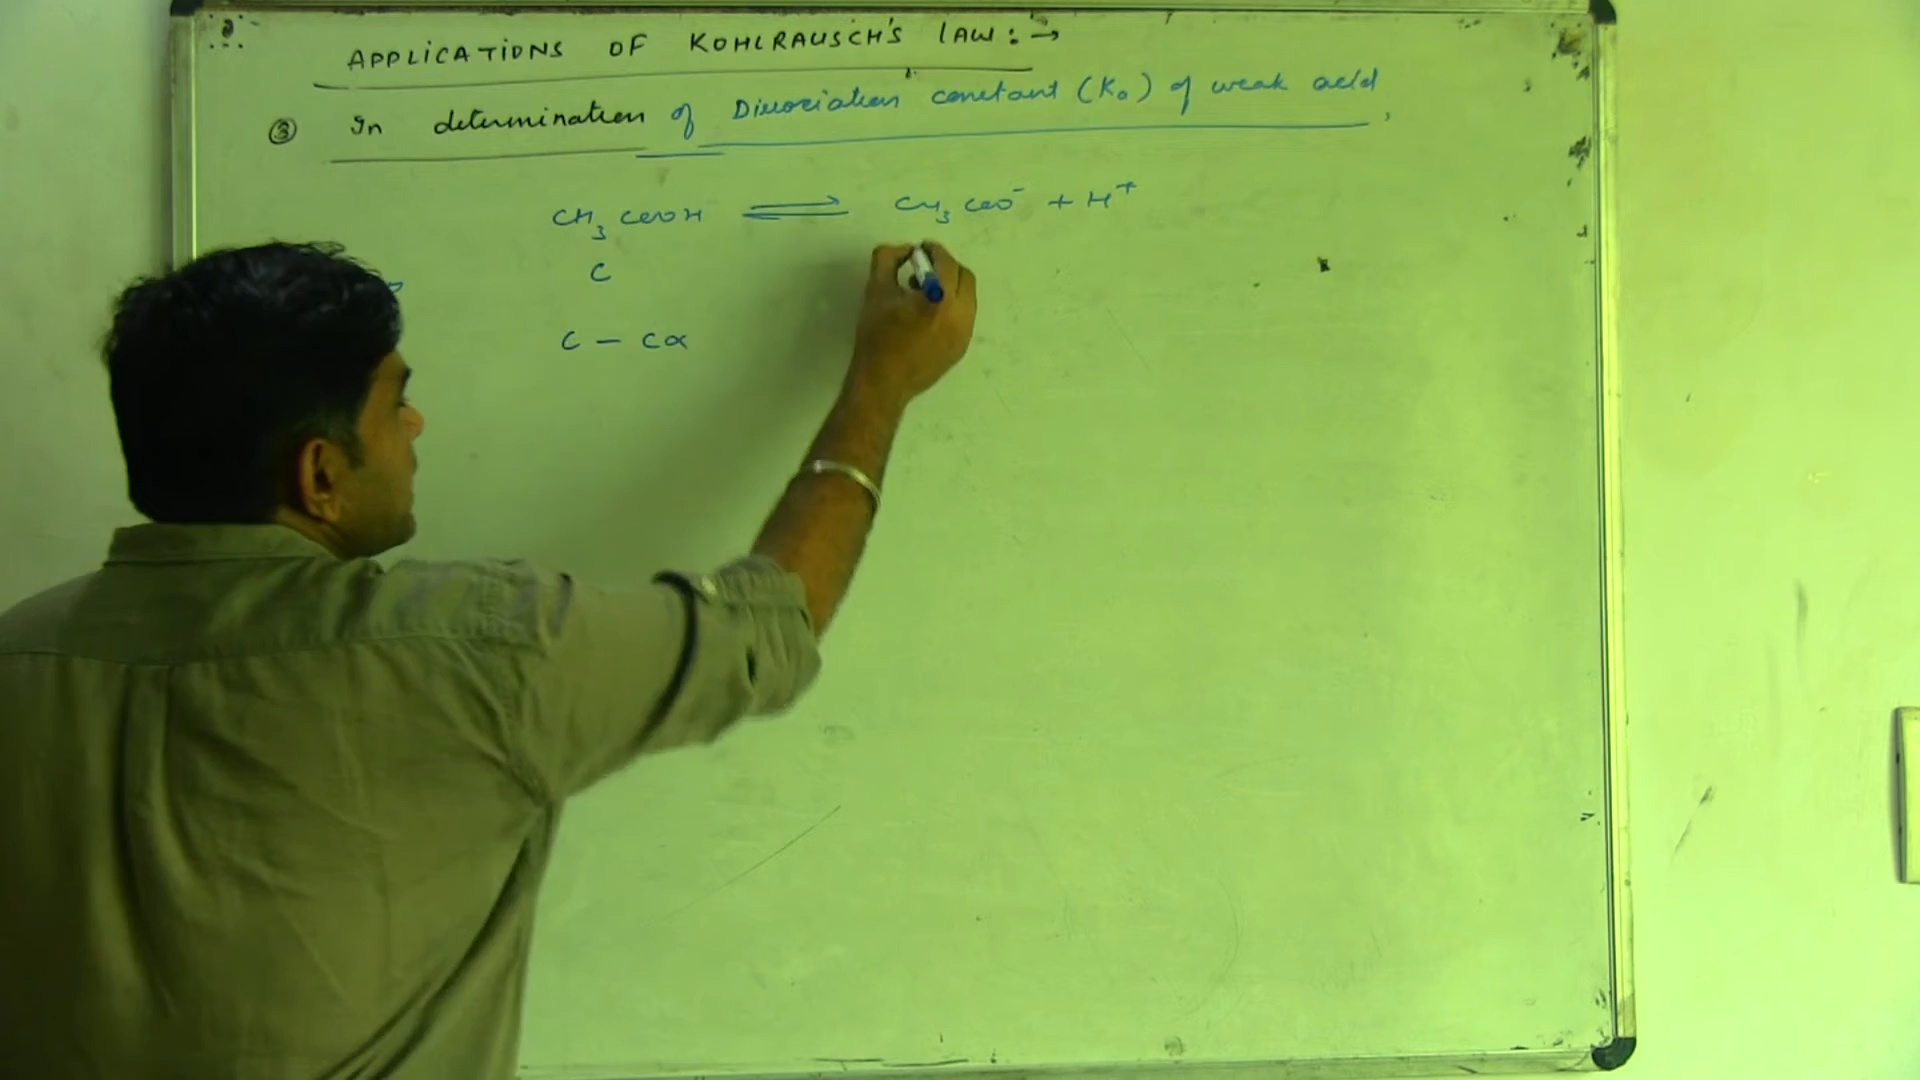 APPLICATIONS OF KOHLRAUSCH'S LAW :→
③ In determination of Dissociation constant (Ka) of weak acid,
CH₃COOH ⇌ CH₃COO⁻ + H⁺
C
C – Cα